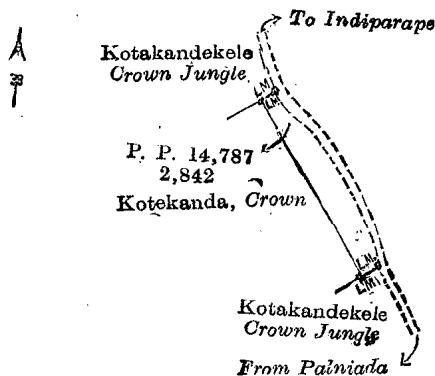 To Indiparape
Kotakandekele
Crown Jungle
L.M.
L.M.
P. P. 14,787
2,842
Kotekanda, Crown
L.M.
L.M.
Kotakandekele
Crown Jungle
From Palniada